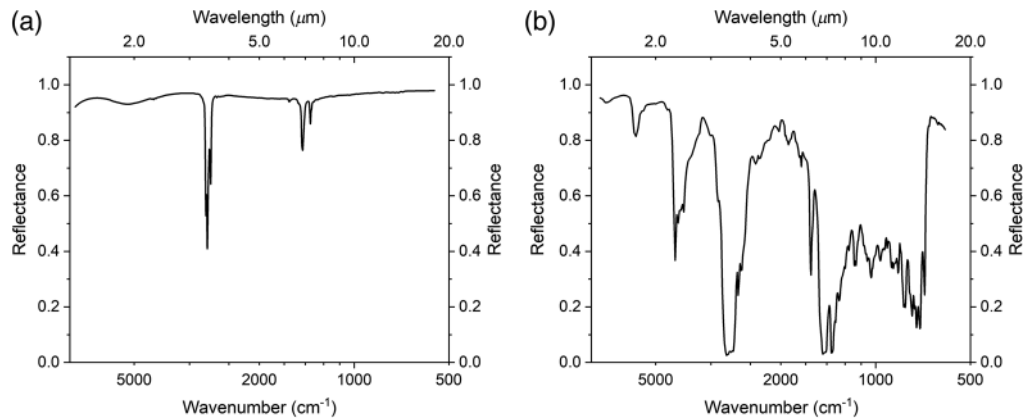 (a)
Wavelength (μm)
2.0 5.0 10.0 20.0
1.0 1.0
0.8 0.8
0.6 0.6
0.4 0.4
0.2 0.2
0.0 0.0
Reflectance
Reflectance
5000 2000 1000 500
Wavenumber (cm⁻¹)
(b)
Wavelength (μm)
2.0 5.0 10.0 20.0
1.0 1.0
0.8 0.8
0.6 0.6
0.4 0.4
0.2 0.2
0.0 0.0
Reflectance
Reflectance
5000 2000 1000 500
Wavenumber (cm⁻¹)